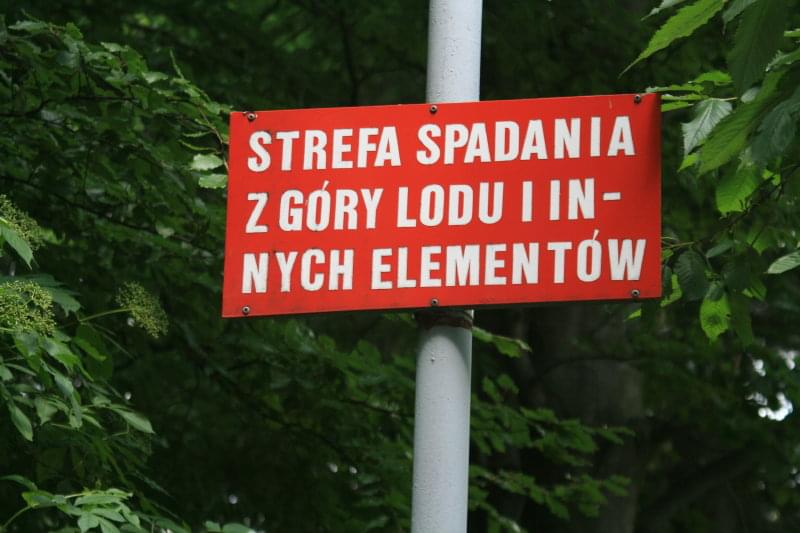 STREFA SPADANIA
Z GÓRY LODU I IN-
NYCH ELEMENTÓW